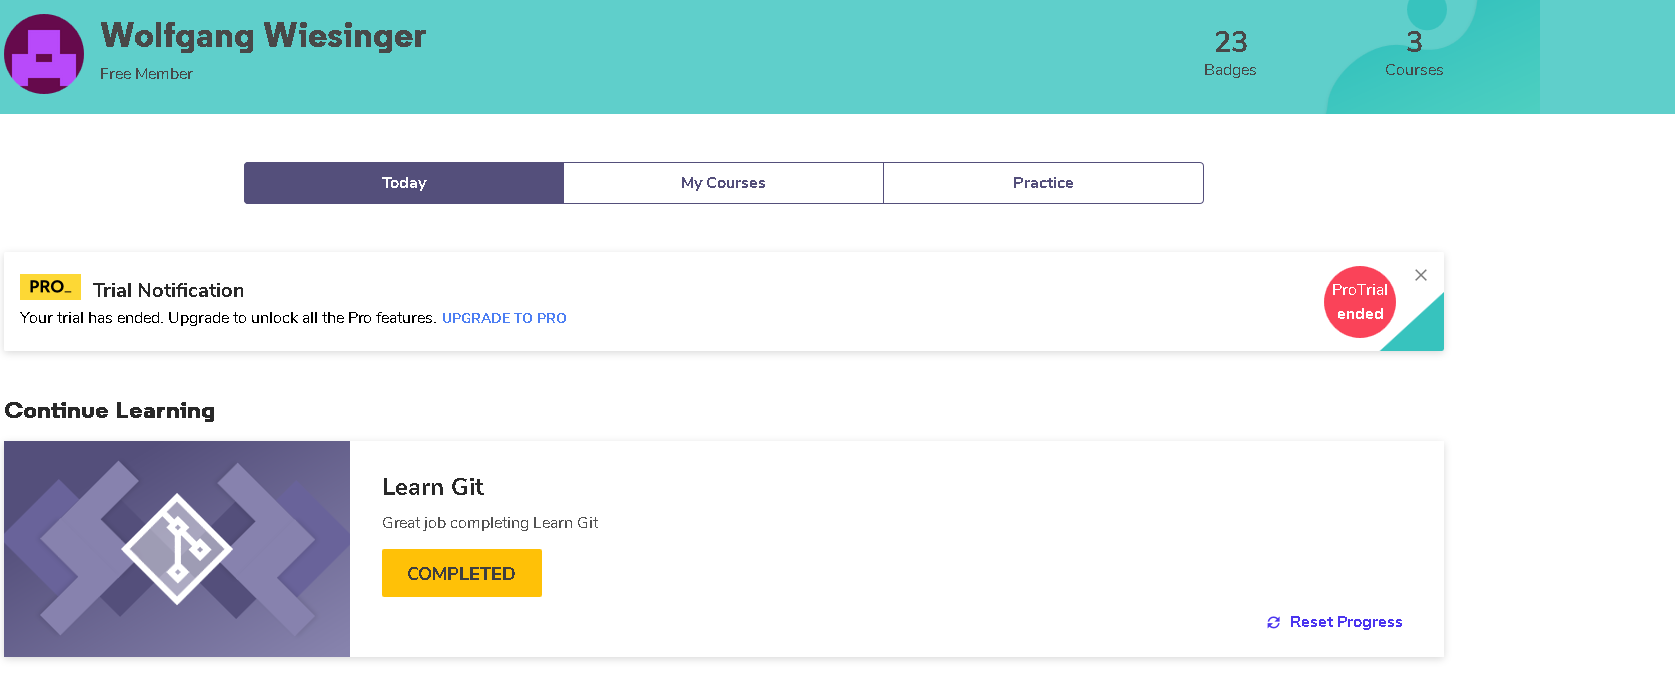 Wolfgang Wiesinger
Free Member
23
Badges
3
Courses
Today
My Courses
Practice
PRO_ Trial Notification
Your trial has ended. Upgrade to unlock all the Pro features. UPGRADE TO PRO
ProTrial
ended
Continue Learning
Learn Git
Great job completing Learn Git
COMPLETED
Reset Progress